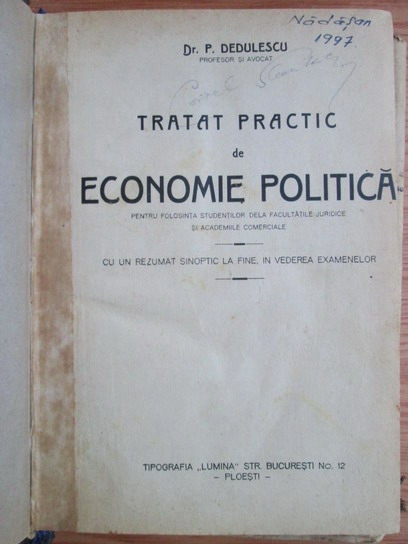 Nădășan
1997
Dr. P. DEDULESCU
PROFESOR ȘI AVOCAT
TRATAT PRACTIC
de
ECONOMIE POLITICĂ
PENTRU FOLOSINȚA STUDENȚILOR DELA FACULTĂȚILE JURIDICE
ȘI ACADEMIILE COMERCIALE
CU UN REZUMAT SINOPTIC LA FINE, IN VEDEREA EXAMENELOR
TIPOGRAFIA „LUMINA" STR. BUCUREȘTI No. 12
– PLOEȘTI –